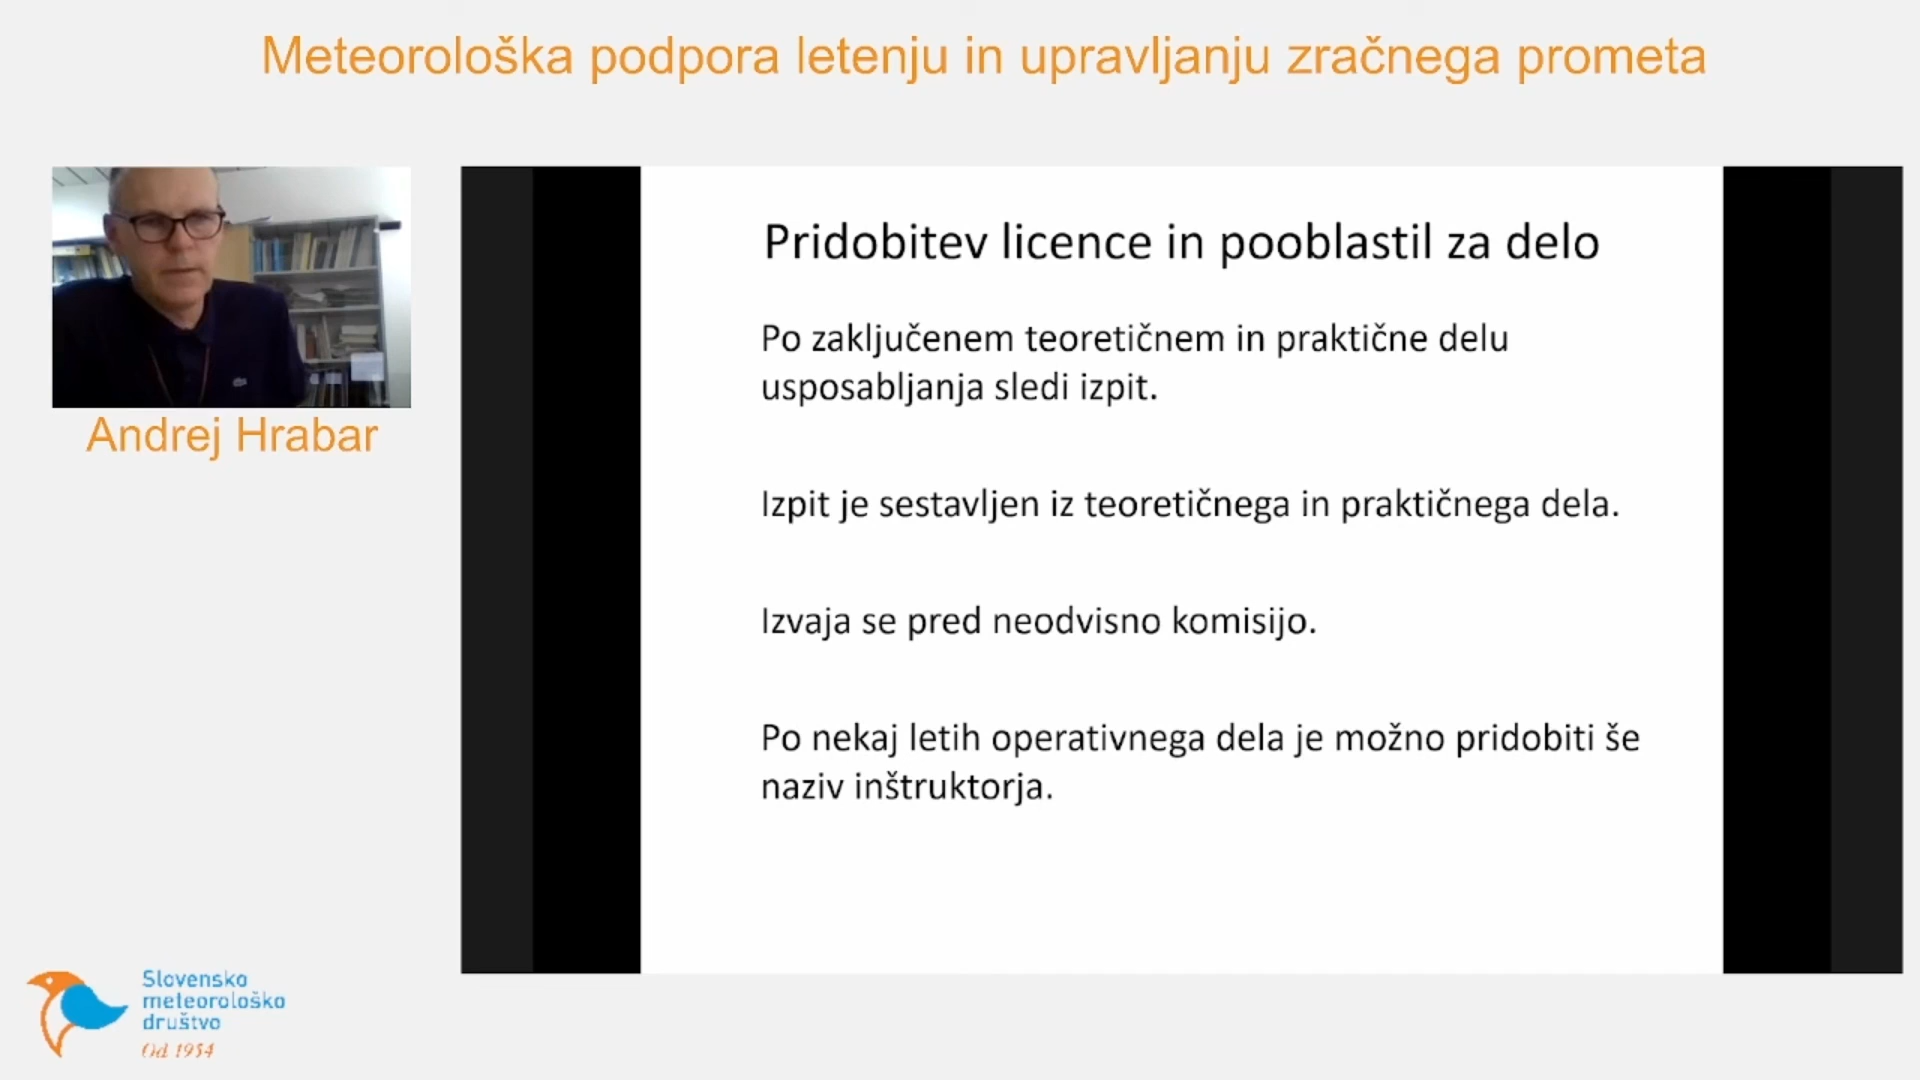 Meteorološka podpora letenju in upravljanju zračnega prometa
Andrej Hrabar
Pridobitev licence in pooblastil za delo
Po zaključenem teoretičnem in praktične delu
usposabljanja sledi izpit.
Izpit je sestavljen iz teoretičnega in praktičnega dela.
Izvaja se pred neodvisno komisijo.
Po nekaj letih operativnega dela je možno pridobiti še
naziv inštruktorja.
Slovensko
meteorološko
društvo
Od 1954